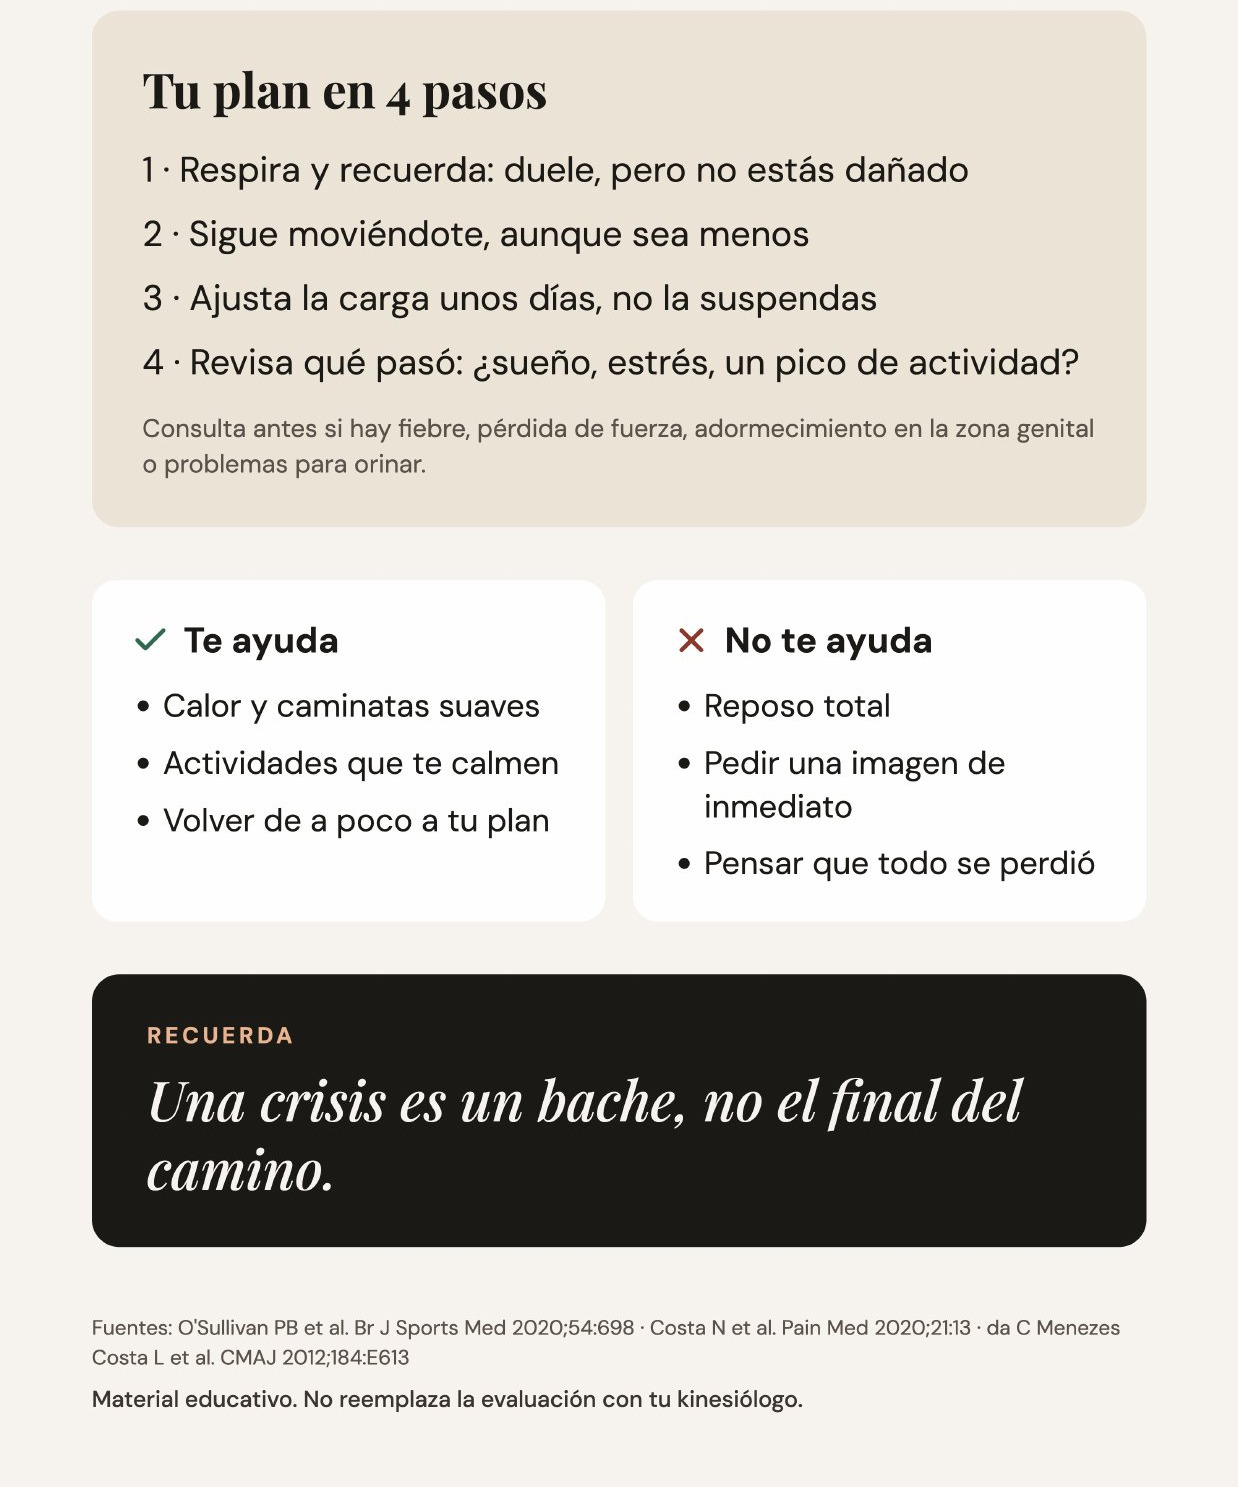 Tu plan en 4 pasos
1 · Respira y recuerda: duele, pero no estás dañado
2 · Sigue moviéndote, aunque sea menos
3 · Ajusta la carga unos días, no la suspendas
4 · Revisa qué pasó: ¿sueño, estrés, un pico de actividad?
Consulta antes si hay fiebre, pérdida de fuerza, adormecimiento en la zona genital
o problemas para orinar.
✓ Te ayuda
• Calor y caminatas suaves
• Actividades que te calmen
• Volver de a poco a tu plan
✕ No te ayuda
• Reposo total
• Pedir una imagen de
inmediato
• Pensar que todo se perdió
RECUERDA
Una crisis es un bache, no el final del
camino.
Fuentes: O'Sullivan PB et al. Br J Sports Med 2020;54:698 · Costa N et al. Pain Med 2020;21:13 · da C Menezes
Costa L et al. CMAJ 2012;184:E613
Material educativo. No reemplaza la evaluación con tu kinesiólogo.